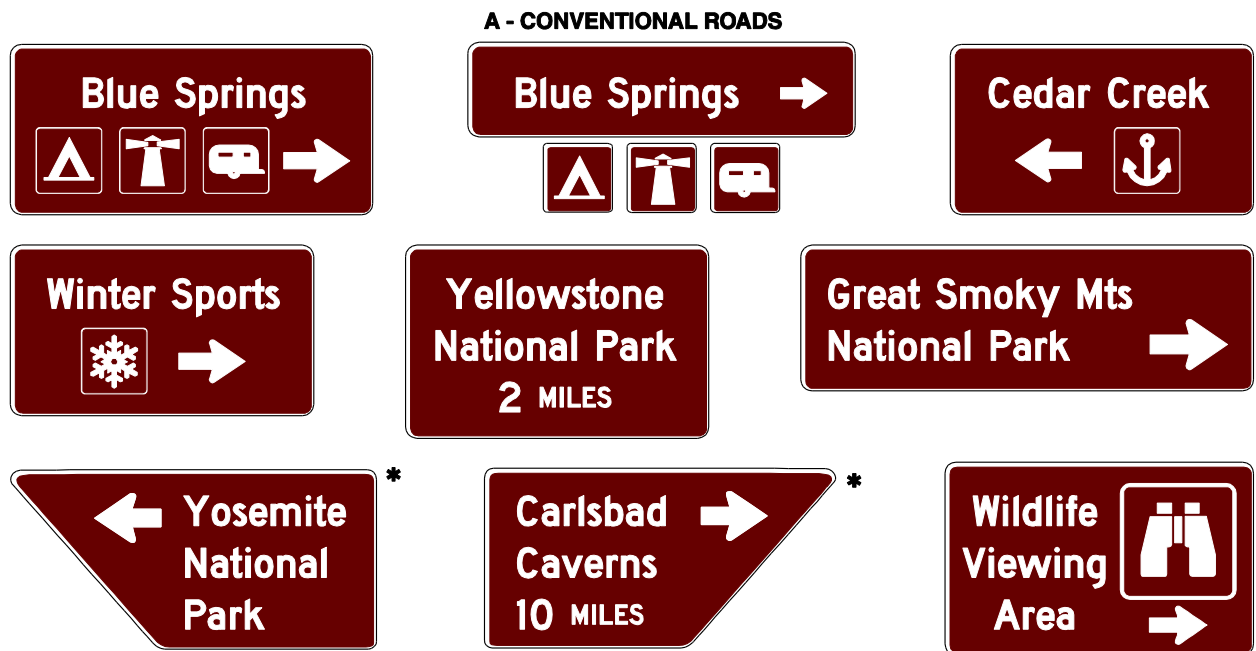 A - CONVENTIONAL ROADS
Blue Springs
Blue Springs
Cedar Creek
Winter Sports
Yellowstone
National Park
2 MILES
Great Smoky Mts
National Park
Yosemite
National
Park
*
Carlsbad
Caverns
10 MILES
*
Wildlife
Viewing
Area